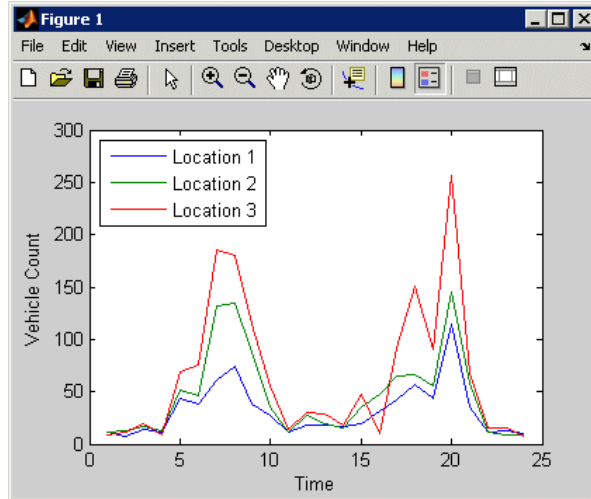 Figure 1
File Edit View Insert Tools Desktop Window Help
300
250
200
150
100
50
0
Vehicle Count
Location 1
Location 2
Location 3
0 5 10 15 20 25
Time